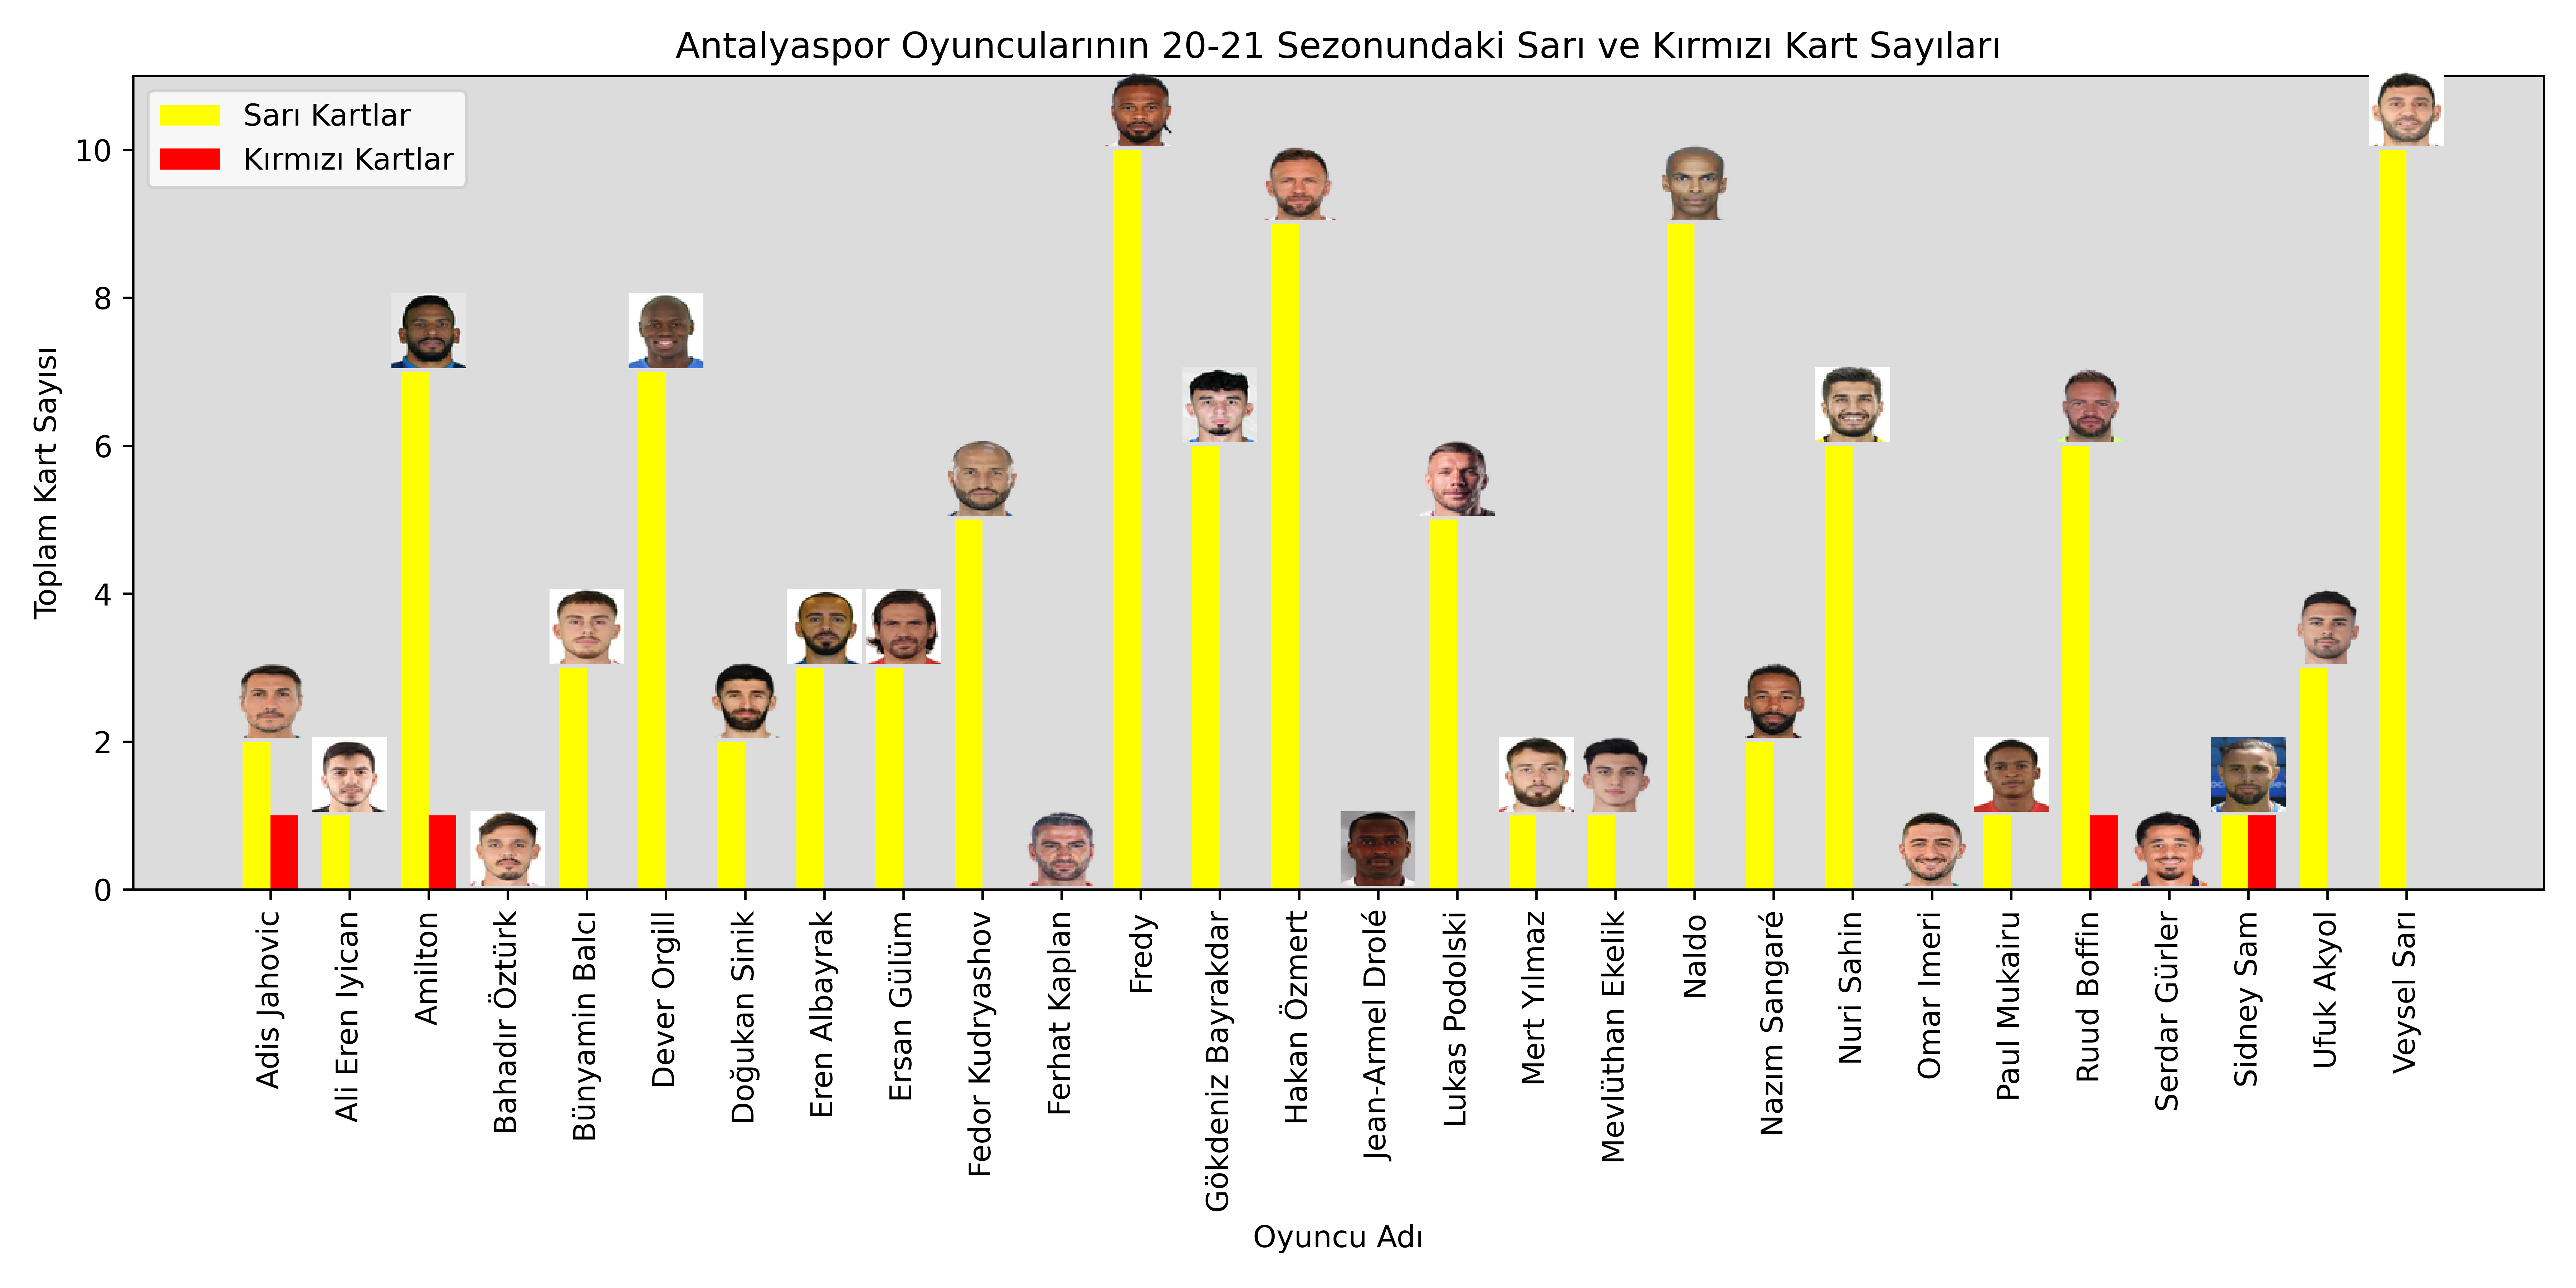 Antalyaspor Oyuncularının 20-21 Sezonundaki Sarı ve Kırmızı Kart Sayıları
Sarı Kartlar
Kırmızı Kartlar
Toplam Kart Sayısı
10
8
6
4
2
0
Adis Jahovic
Ali Eren Iyican
Amilton
Bahadır Öztürk
Bünyamin Balcı
Dever Orgill
Doğukan Sinik
Eren Albayrak
Ersan Gülüm
Fedor Kudryashov
Ferhat Kaplan
Fredy
Gökdeniz Bayrakdar
Hakan Özmert
Jean-Armel Drolé
Lukas Podolski
Mert Yılmaz
Mevlüthan Ekelik
Naldo
Nazım Sangaré
Nuri Sahin
Omar Imeri
Paul Mukairu
Ruud Boffin
Serdar Gürler
Sidney Sam
Ufuk Akyol
Veysel Sarı
Oyuncu Adı